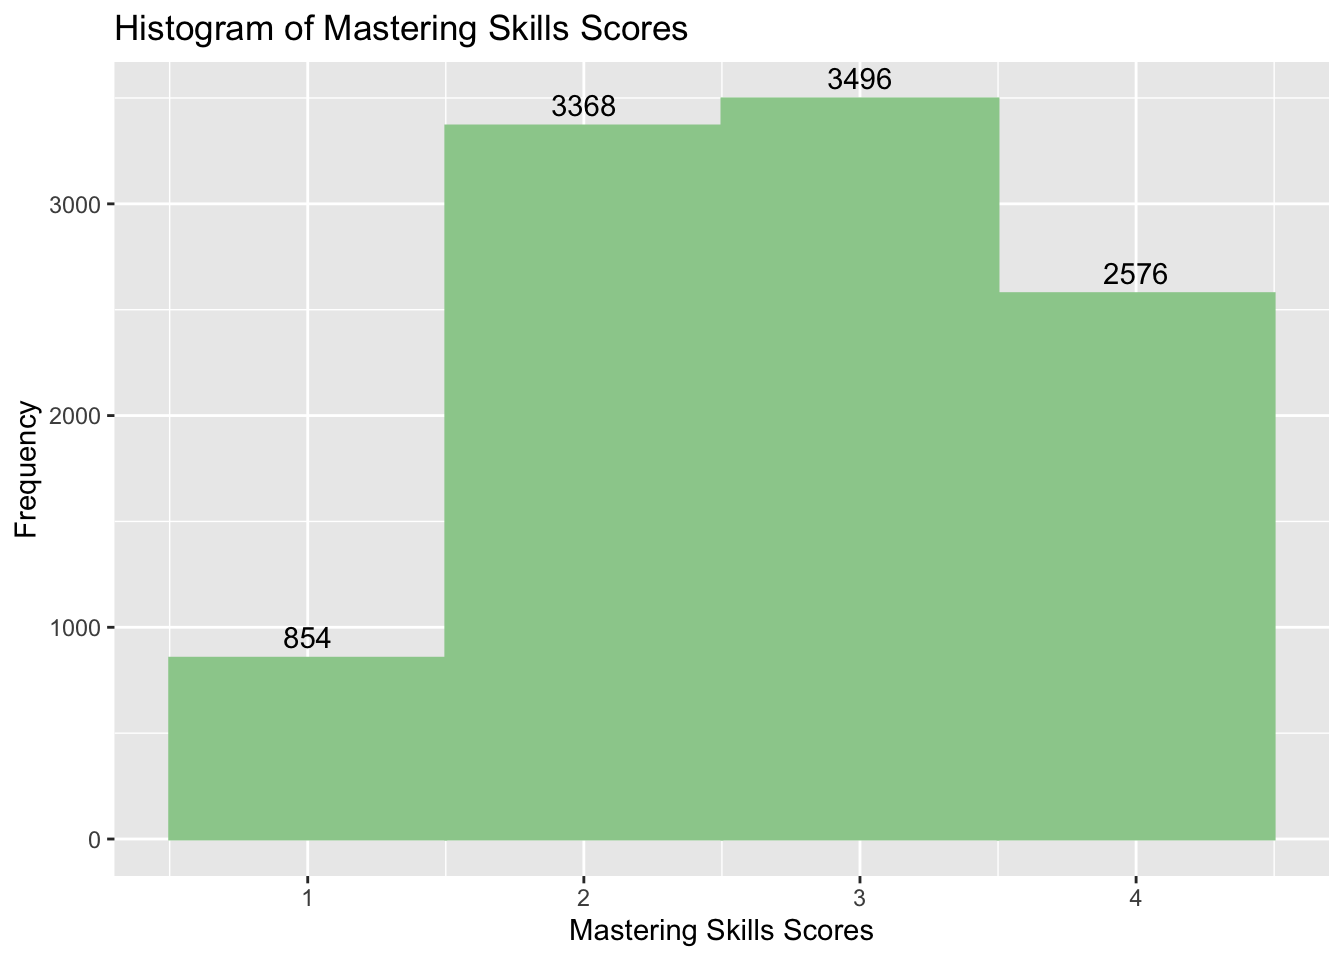 Histogram of Mastering Skills Scores
3496
3368
3000
2576
2000
Frequency
1000
854
0
1 2 3 4
Mastering Skills Scores